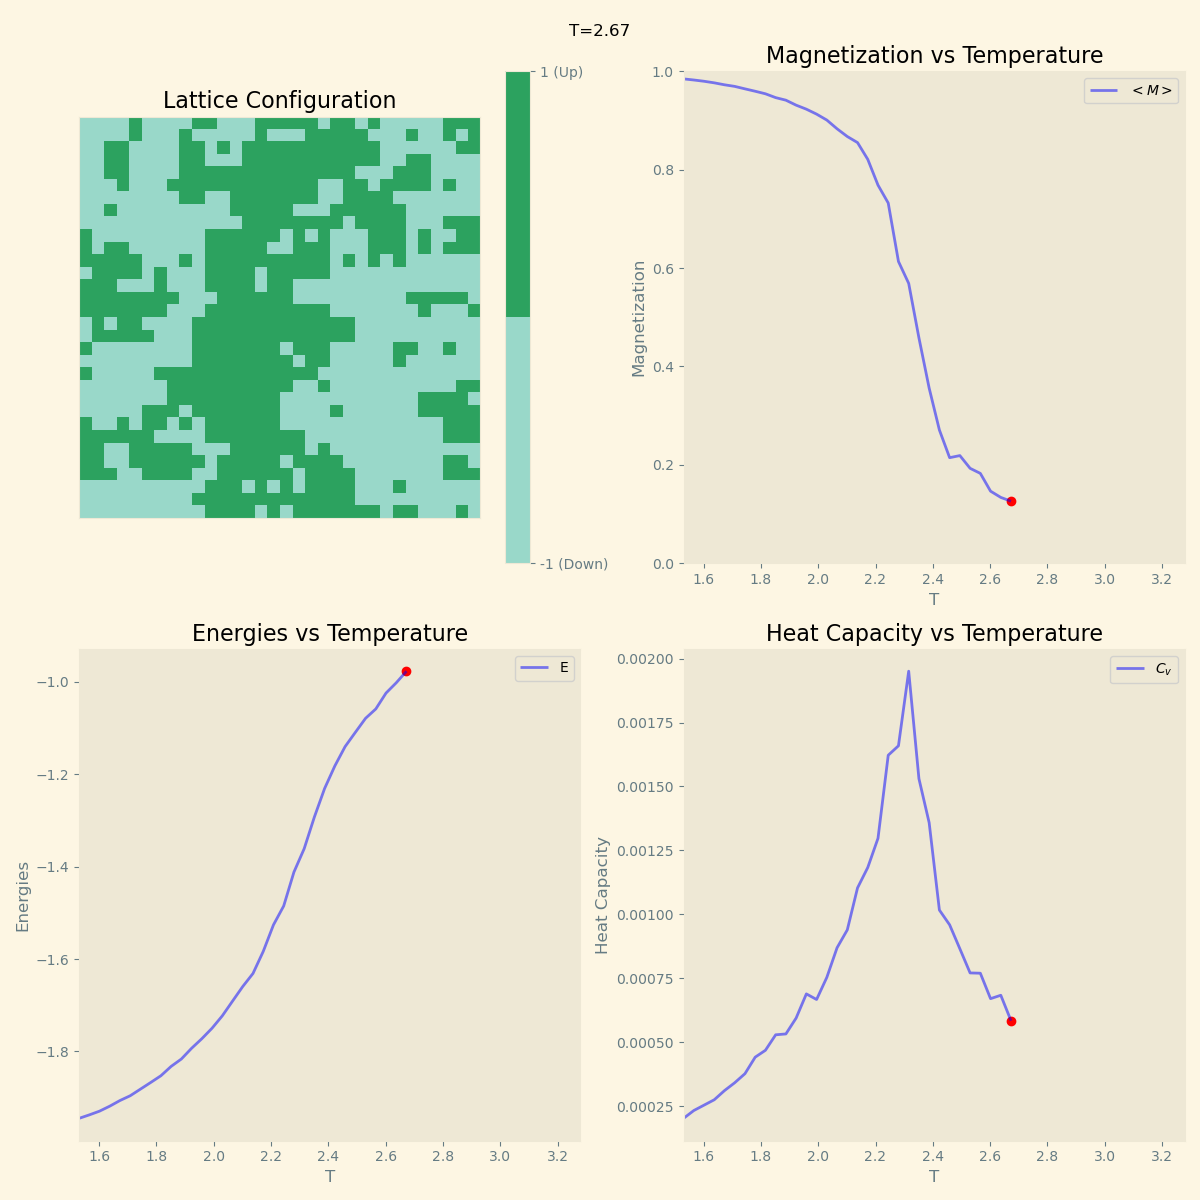 T=2.67
Lattice Configuration
1 (Up)
-1 (Down)
Magnetization vs Temperature
<M>
Magnetization
1.0
0.8
0.6
0.4
0.2
0.0
1.6 1.8 2.0 2.2 2.4 2.6 2.8 3.0 3.2
T
Energies vs Temperature
E
Energies
−1.0
−1.2
−1.4
−1.6
−1.8
1.6 1.8 2.0 2.2 2.4 2.6 2.8 3.0 3.2
T
Heat Capacity vs Temperature
Cv
Heat Capacity
0.00200
0.00175
0.00150
0.00125
0.00100
0.00075
0.00050
0.00025
1.6 1.8 2.0 2.2 2.4 2.6 2.8 3.0 3.2
T